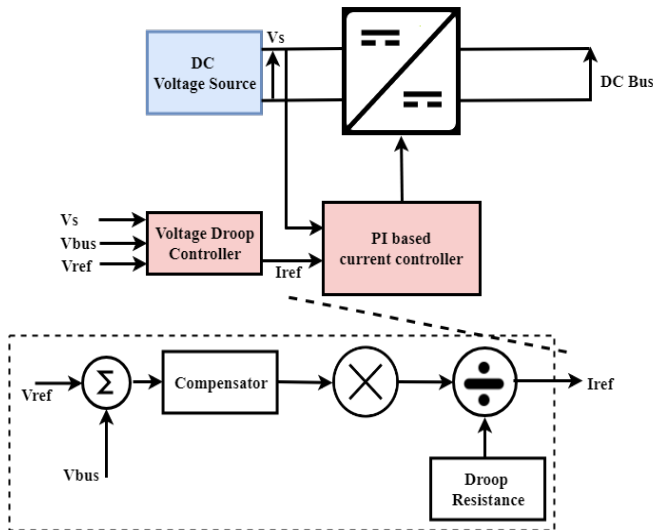 Vs
DC
Voltage Source
DC Bus
Vs
Vbus
Vref
Voltage Droop
Controller
Iref
PI based
current controller
Vref
Σ
Compensator
Iref
Vbus
Droop
Resistance